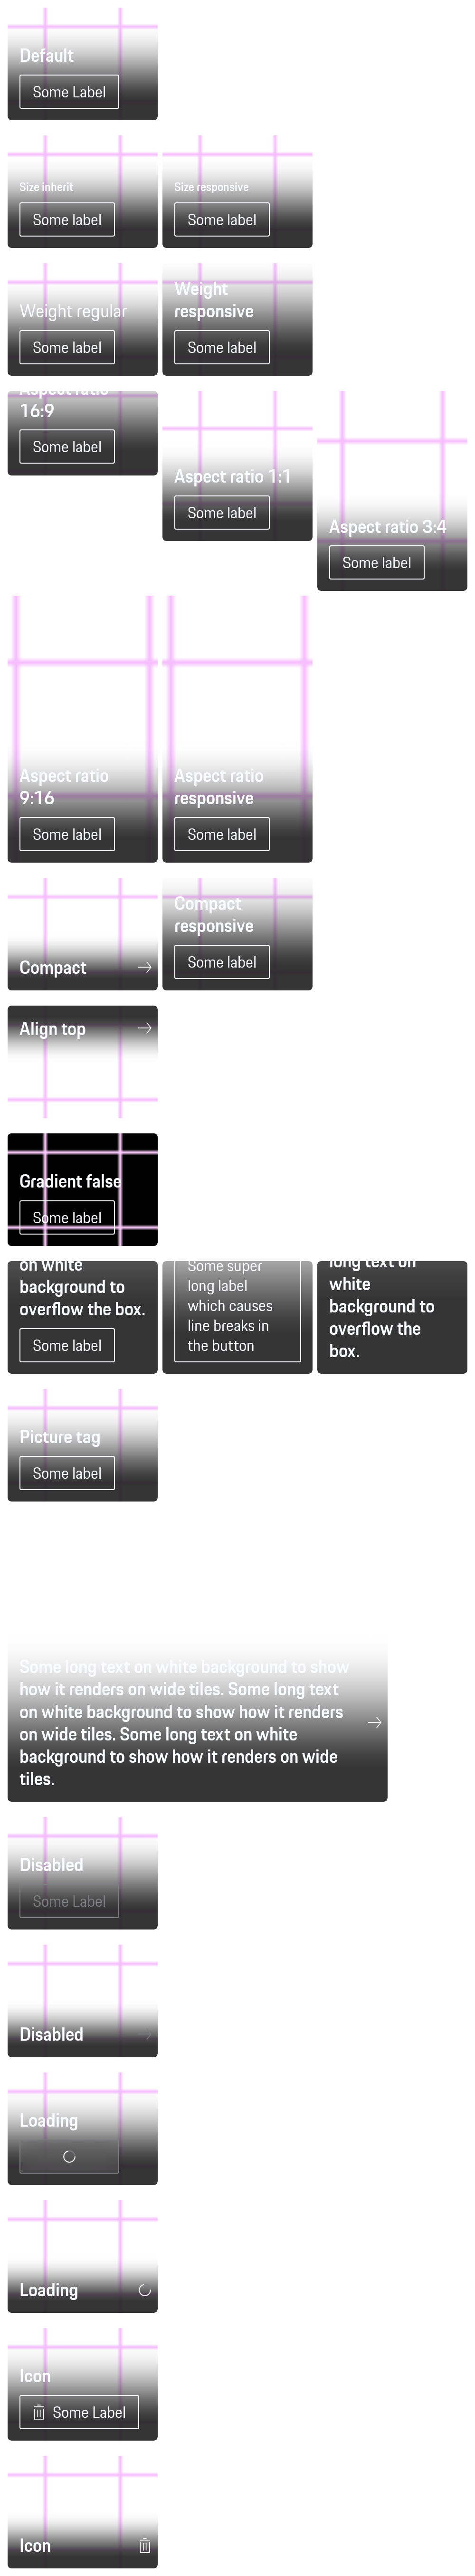 Default
Some Label
Size inherit
Size responsive
Some label
Some label
Weight regular
Weight
responsive
Some label
Some label
Aspect ratio
16:9
Some label
Aspect ratio 1:1
Some label
Aspect ratio 3:4
Some label
Aspect ratio
9:16
Some label
Aspect ratio
responsive
Some label
Compact
Compact
responsive
Some label
Align top
Gradient false
Some label
on white
background to
overflow the box.
Some label
Some super
long label
which causes
line breaks in
the button
long text on
white
background to
overflow the
box.
Picture tag
Some label
Some long text on white background to show
how it renders on wide tiles. Some long text
on white background to show how it renders
on wide tiles. Some long text on white
background to show how it renders on wide
tiles.
Disabled
Some Label
Disabled
Loading
Loading
Icon
Some Label
Icon